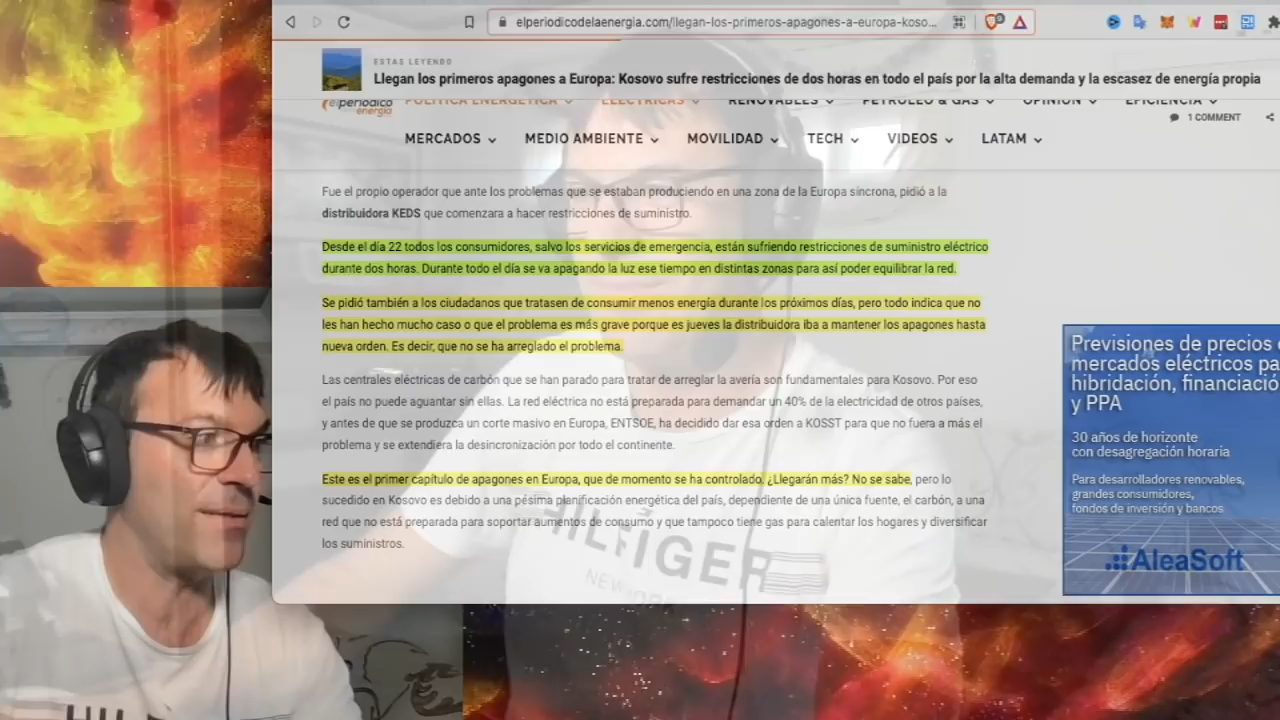 elperiodicodelaenergia.com/llegan-los-primeros-apagones-a-europa-koso...
ESTAS LEYENDO
Llegan los primeros apagones a Europa: Kosovo sufre restricciones de dos horas en todo el país por la alta demanda y la escasez de energía propia
elperiódico
energía
POLÍTICA ENERGÉTICA
ELÉCTRICAS
RENOVABLES
PETRÓLEO & GAS
OPINIÓN
EFICIENCIA
1 COMMENT
MERCADOS
MEDIO AMBIENTE
MOVILIDAD
TECH
VIDEOS
LATAM
Fue el propio operador que ante los problemas que se estaban produciendo en una zona de la Europa síncrona, pidió a la
distribuidora KEDS que comenzara a hacer restricciones de suministro.
Desde el día 22 todos los consumidores, salvo los servicios de emergencia, están sufriendo restricciones de suministro eléctrico
durante dos horas. Durante todo el día se va apagando la luz ese tiempo en distintas zonas para así poder equilibrar la red.
Se pidió también a los ciudadanos que tratasen de consumir menos energía durante los próximos días, pero todo indica que no
les han hecho mucho caso o que el problema es más grave porque es jueves la distribuidora iba a mantener los apagones hasta
nueva orden. Es decir, que no se ha arreglado el problema.
Las centrales eléctricas de carbón que se han parado para tratar de arreglar la avería son fundamentales para Kosovo. Por eso
el país no puede aguantar sin ellas. La red eléctrica no está preparada para demandar un 40% de la electricidad de otros países,
y antes de que se produzca un corte masivo en Europa, ENTSOE, ha decidido dar esa orden a KOSST para que no fuera a más el
problema y se extendiera la desincronización por todo el continente.
Este es el primer capítulo de apagones en Europa, que de momento se ha controlado. ¿Llegarán más? No se sabe, pero lo
sucedido en Kosovo es debido a una pésima planificación energética del país, dependiente de una única fuente, el carbón, a una
red que no está preparada para soportar aumentos de consumo y que tampoco tiene gas para calentar los hogares y diversificar
los suministros.
Previsiones de precios
mercados eléctricos pa
hibridación, financiació
y PPA
30 años de horizonte
con desagregación horaria
Para desarrolladores renovables,
grandes consumidores,
fondos de inversión y bancos
AleaSoft
HILFIGER
NEW YORK
HIL